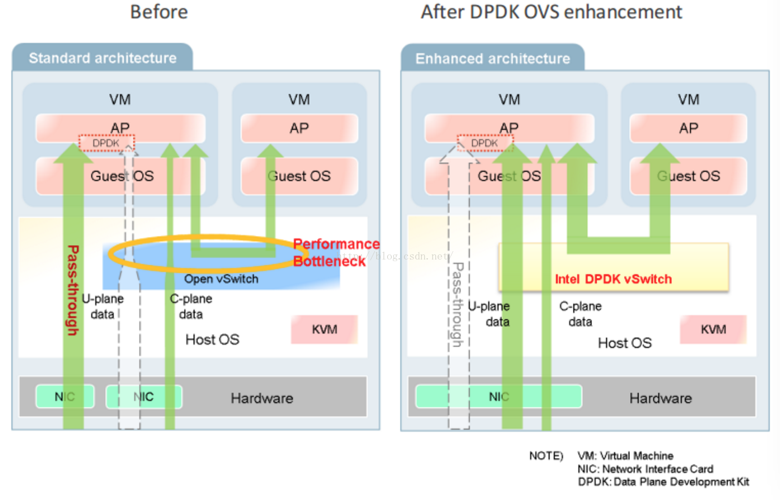 Before
After DPDK OVS enhancement
Standard architecture
VM
VM
AP
AP
DPDK
Guest OS
Guest OS
Performance
Bottleneck
Open vSwitch
Pass-through
U-plane
data
C-plane
data
KVM
Host OS
NIC
NIC
Hardware
Enhanced architecture
VM
VM
AP
AP
DPDK
Guest OS
Guest OS
blog.csdn.net
Intel DPDK vSwitch
Pass-through
U-plane
data
C-plane
data
KVM
Host OS
NIC
Hardware
NOTE) VM: Virtual Machine
NIC: Network Interface Card
DPDK: Data Plane Development Kit